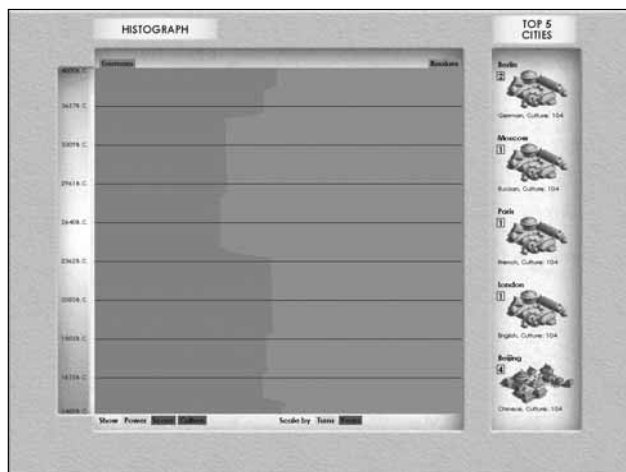 HISTOGRAPH
TOP 5
CITIES
Germans
Russians
4000 B.C.
Berlin
2
German, Culture: 104
Moscow
1
Russian, Culture: 104
Paris
1
French, Culture: 104
London
1
English, Culture: 104
Beijing
4
Chinese, Culture: 104
Show Power Score Culture
Scale by Turns Years